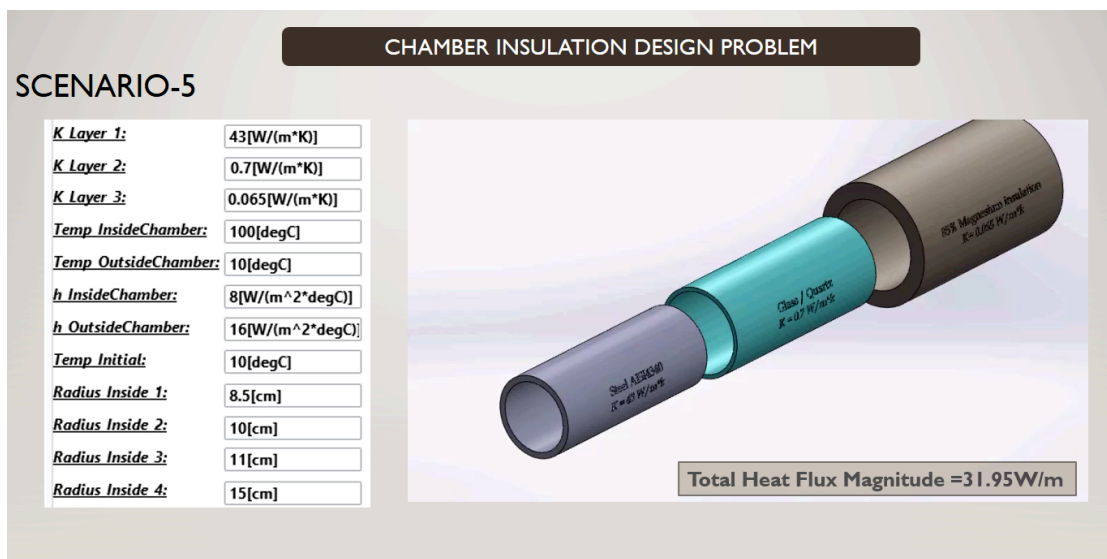 CHAMBER INSULATION DESIGN PROBLEM
SCENARIO-5
K Layer 1: 43[W/(m*K)]
K Layer 2: 0.7[W/(m*K)]
K Layer 3: 0.065[W/(m*K)]
Temp InsideChamber: 100[degC]
Temp OutsideChamber: 10[degC]
h InsideChamber: 8[W/(m^2*degC)]
h OutsideChamber: 16[W/(m^2*degC)]
Temp Initial: 10[degC]
Radius Inside 1: 8.5[cm]
Radius Inside 2: 10[cm]
Radius Inside 3: 11[cm]
Radius Inside 4: 15[cm]
85% Magnesium insulation
K= 0.065 W/m*k
Glass / Quartz
K = 0.7 W/m*k
Steel AISI4340
K = 43 W/m*k
Total Heat Flux Magnitude =31.95W/m